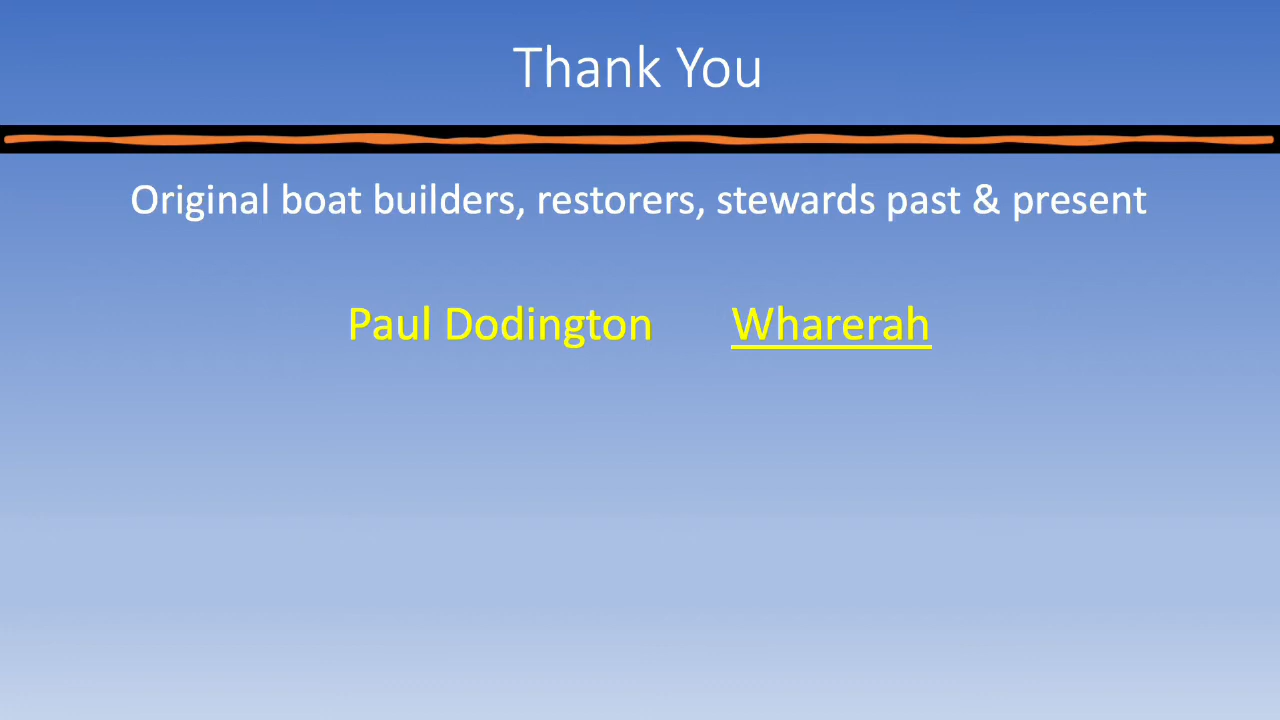 Thank You
Original boat builders, restorers, stewards past & present
Paul Dodington Wharerah